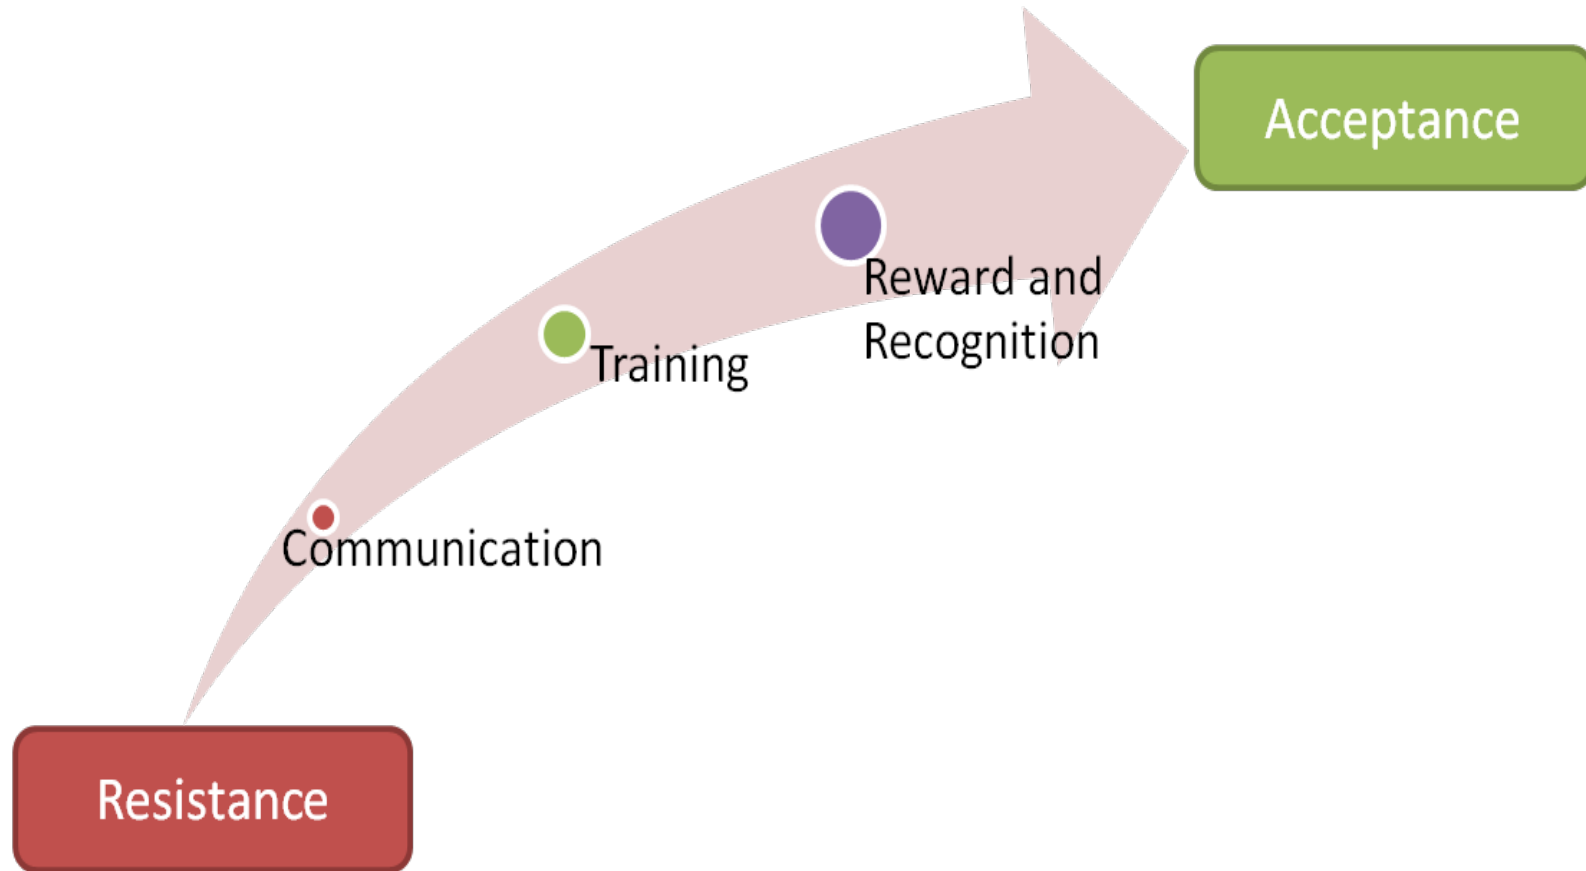 Acceptance
Reward and
Recognition
Training
Communication
Resistance